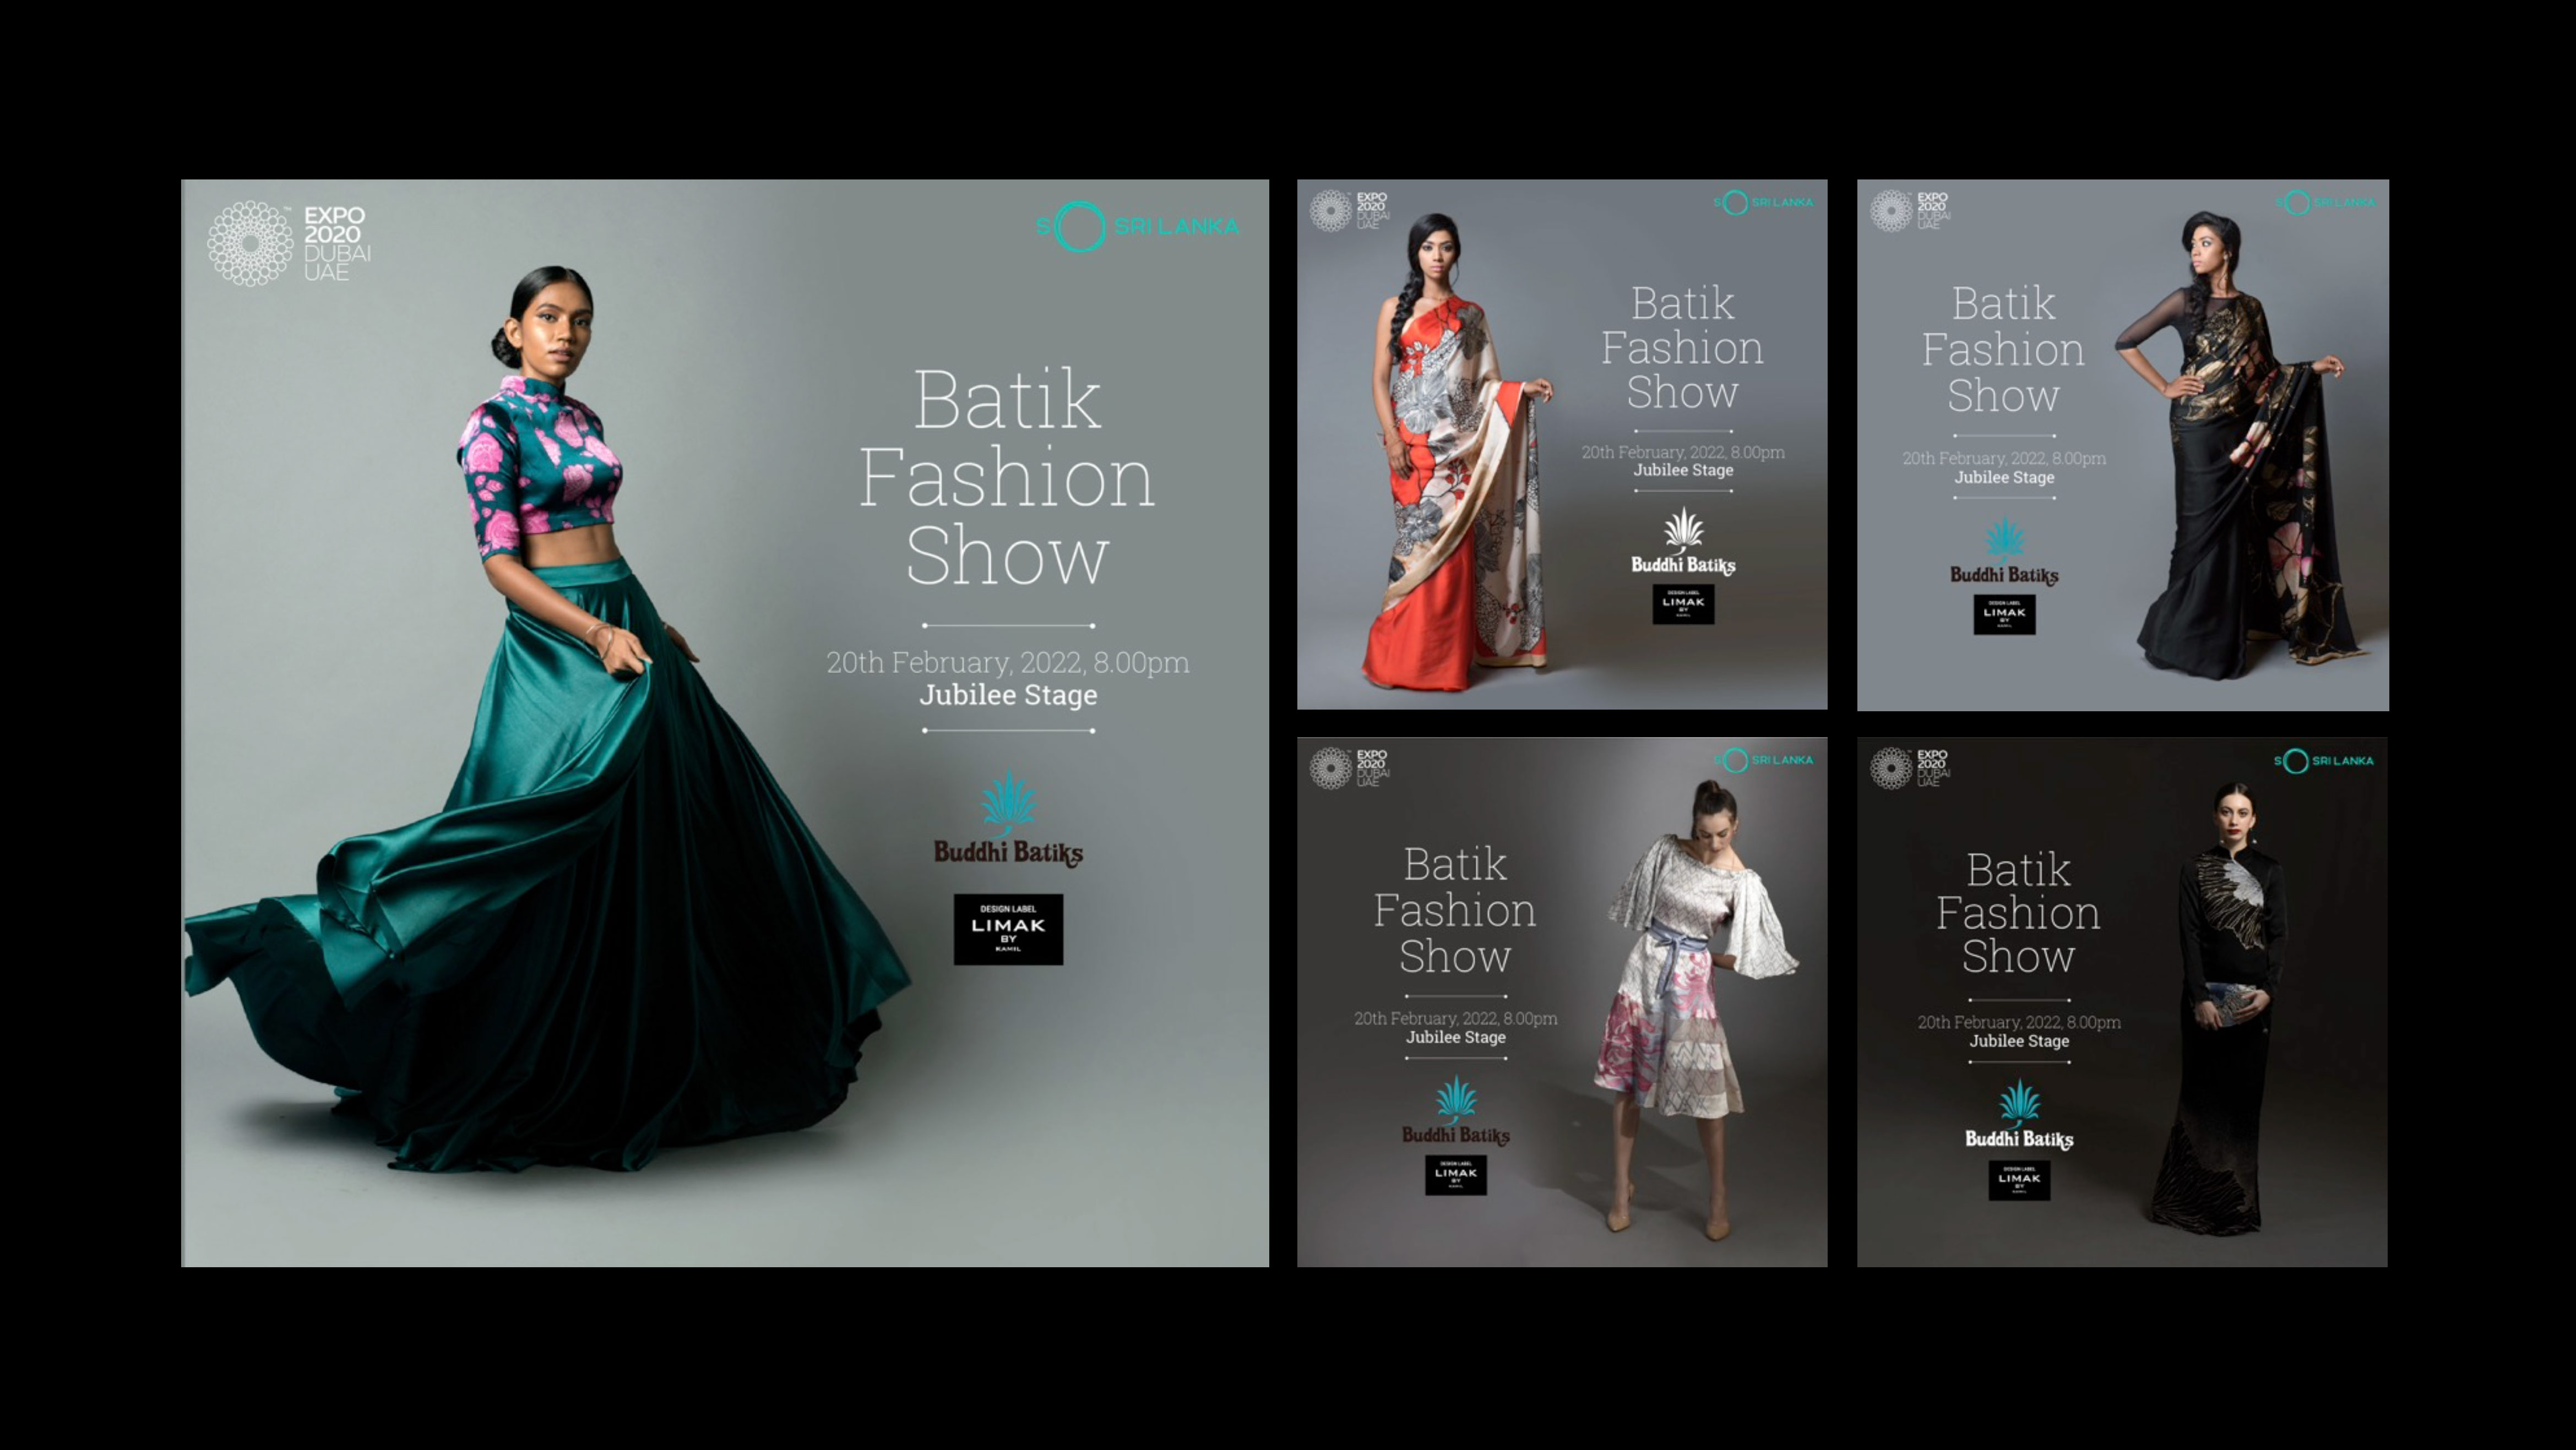 EXPO
2020
DUBAI
UAE
™
SO SRI LANKA
Batik
Fashion
Show
20th February, 2022, 8.00pm
Jubilee Stage
Buddhi Batiks
DESIGN LABEL
LIMAK
BY
KAMIL
EXPO
2020
DUBAI
UAE
SO SRI LANKA
Batik
Fashion
Show
20th February, 2022, 8.00pm
Jubilee Stage
Buddhi Batiks
DESIGN LABEL
LIMAK
BY
KAMIL
EXPO
2020
DUBAI
UAE
SO SRI LANKA
Batik
Fashion
Show
20th February, 2022, 8.00pm
Jubilee Stage
Buddhi Batiks
DESIGN LABEL
LIMAK
BY
KAMIL
EXPO
2020
DUBAI
UAE
SO SRI LANKA
Batik
Fashion
Show
20th February, 2022, 8.00pm
Jubilee Stage
Buddhi Batiks
DESIGN LABEL
LIMAK
BY
KAMIL
EXPO
2020
DUBAI
UAE
SO SRI LANKA
Batik
Fashion
Show
20th February, 2022, 8.00pm
Jubilee Stage
Buddhi Batiks
DESIGN LABEL
LIMAK
BY
KAMIL